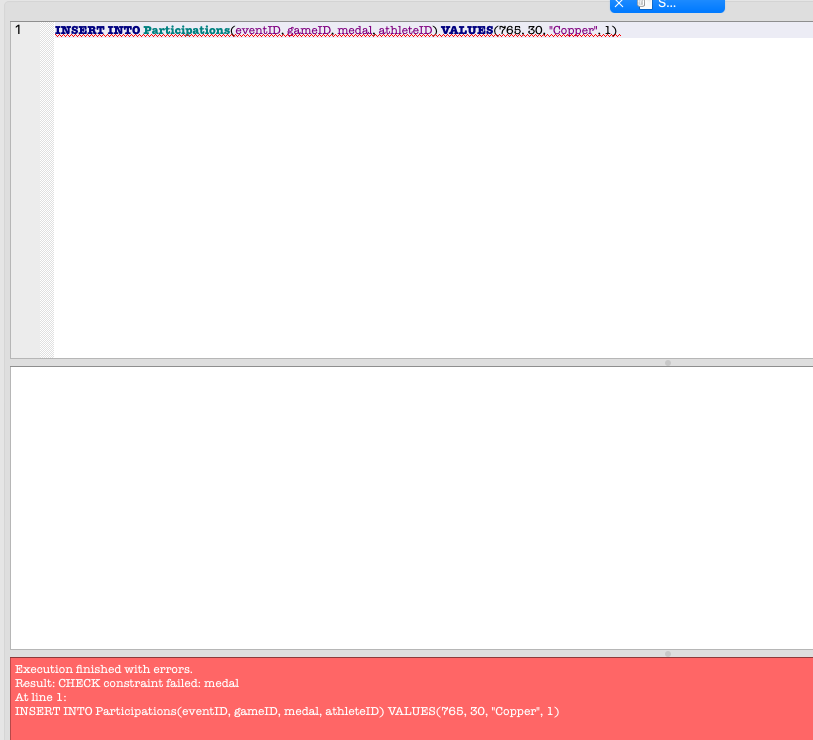 S...
1 INSERT INTO Participations(eventID, gameID, medal, athleteID) VALUES(765, 30, "Copper", 1)
Execution finished with errors.
Result: CHECK constraint failed: medal
At line 1:
INSERT INTO Participations(eventID, gameID, medal, athleteID) VALUES(765, 30, "Copper", 1)